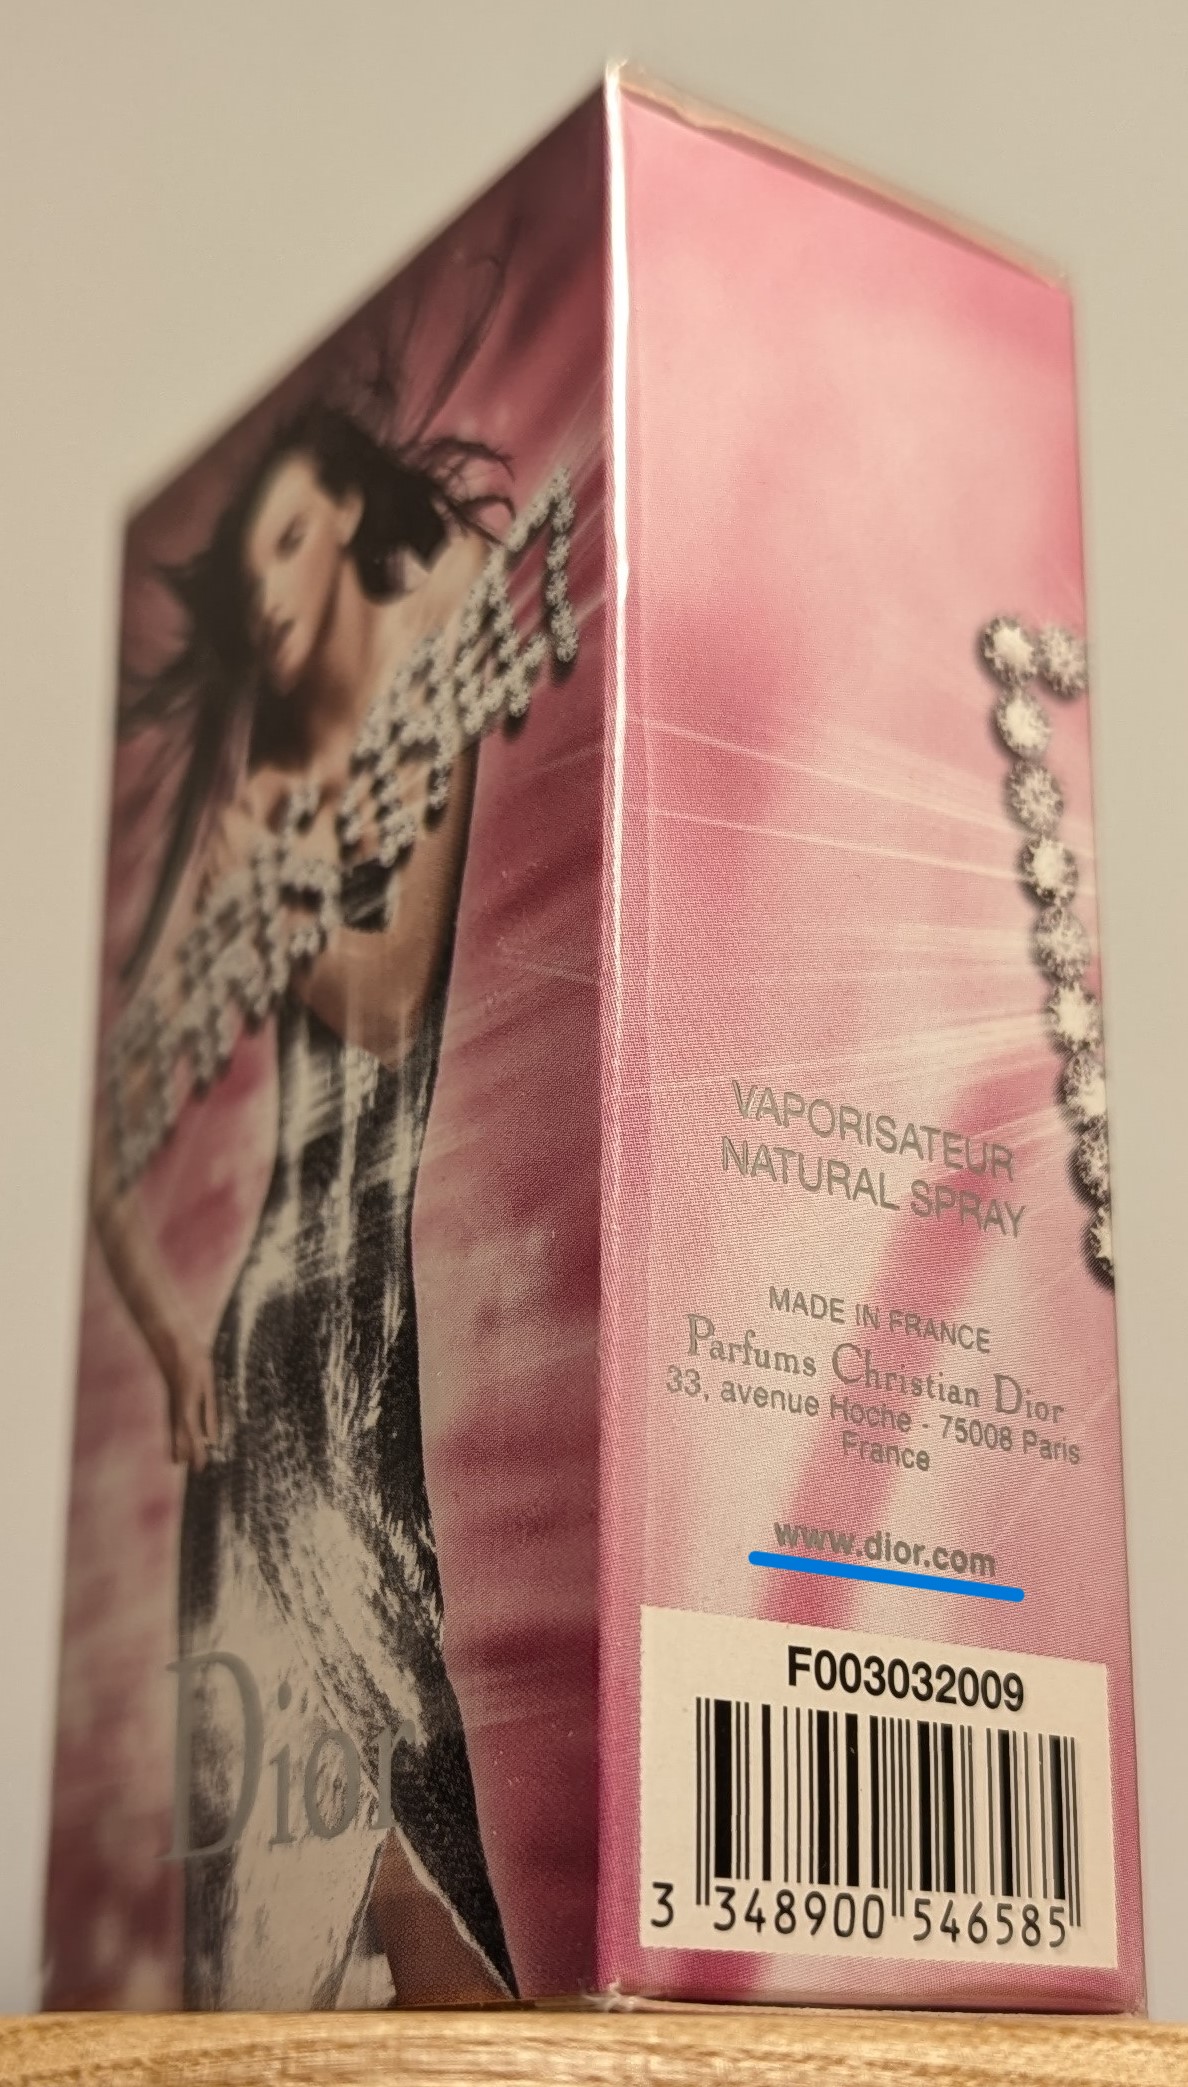 Dior
VAPORISATEUR
NATURAL SPRAY
MADE IN FRANCE
Parfums Christian Dior
33, avenue Hoche - 75008 Paris
France
www.dior.com
F003032009
3 348900 546585